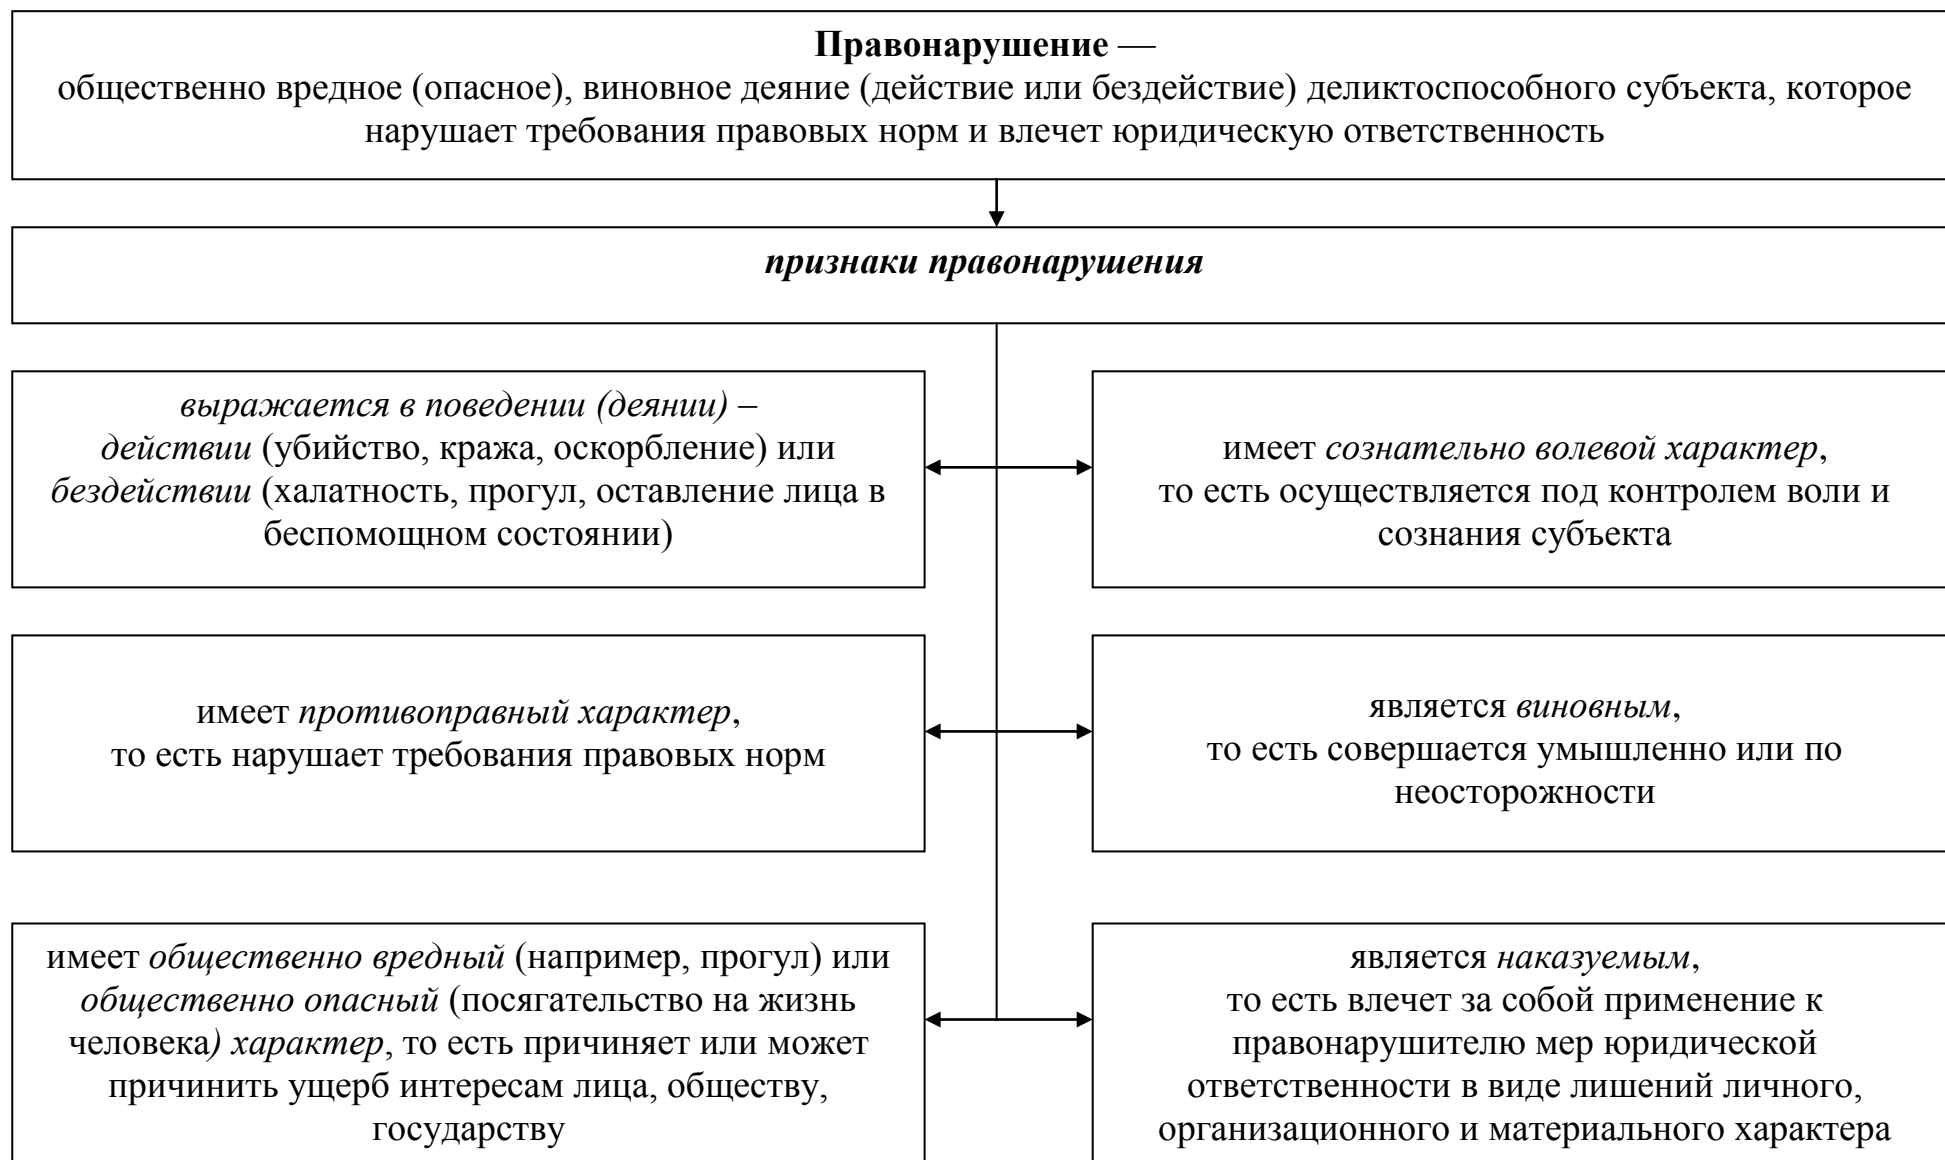 Правонарушение —
общественно вредное (опасное), виновное деяние (действие или бездействие) деликтоспособного субъекта, которое
нарушает требования правовых норм и влечет юридическую ответственность
признаки правонарушения
выражается в поведении (деянии) –
действии (убийство, кража, оскорбление) или
бездействии (халатность, прогул, оставление лица в
беспомощном состоянии)
имеет сознательно волевой характер,
то есть осуществляется под контролем воли и
сознания субъекта
имеет противоправный характер,
то есть нарушает требования правовых норм
является виновным,
то есть совершается умышленно или по
неосторожности
имеет общественно вредный (например, прогул) или
общественно опасный (посягательство на жизнь
человека) характер, то есть причиняет или может
причинить ущерб интересам лица, обществу,
государству
является наказуемым,
то есть влечет за собой применение к
правонарушителю мер юридической
ответственности в виде лишений личного,
организационного и материального характера